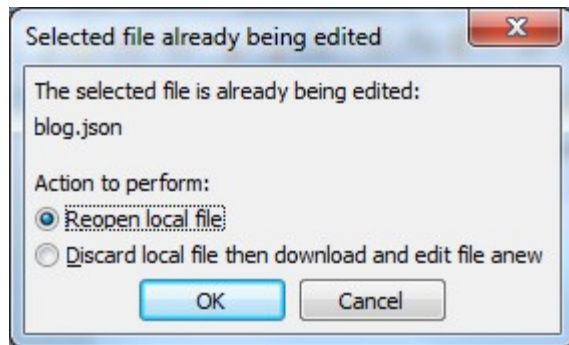 Selected file already being edited
The selected file is already being edited:
blog.json
Action to perform:
Reopen local file
Discard local file then download and edit file anew
OK
Cancel